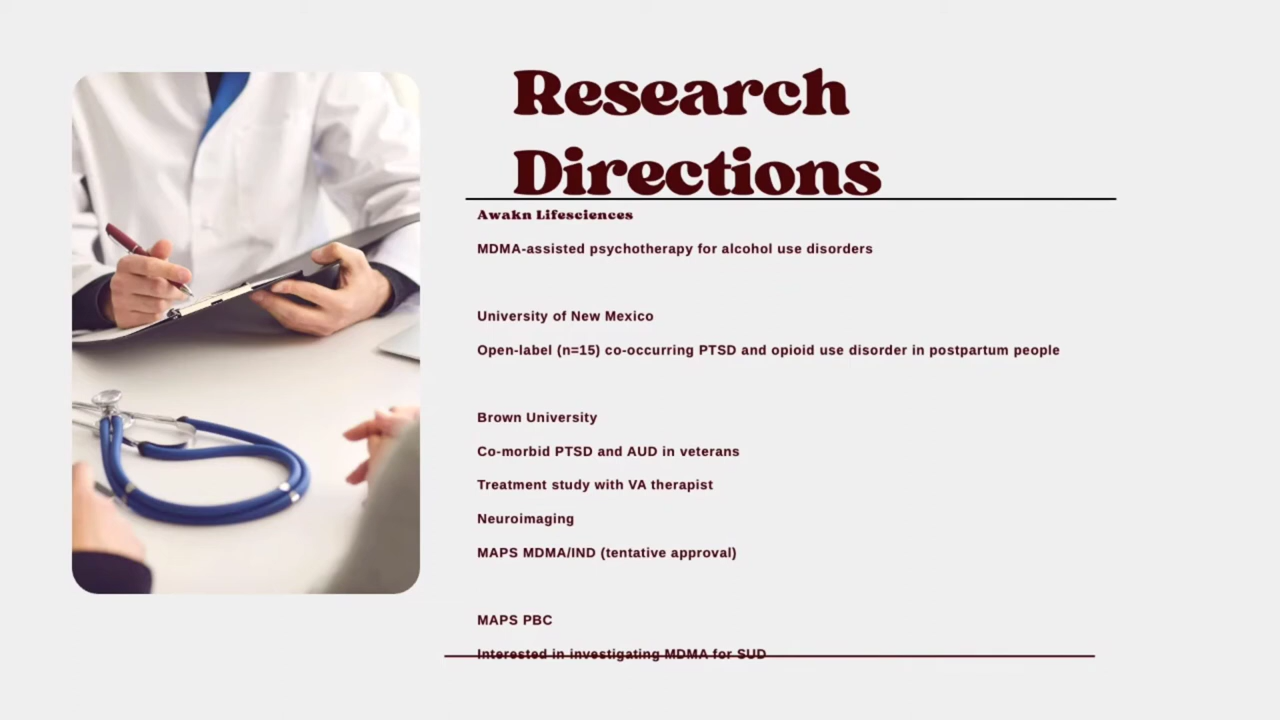 Research
Directions
Awakn Lifesciences
MDMA-assisted psychotherapy for alcohol use disorders
University of New Mexico
Open-label (n=15) co-occurring PTSD and opioid use disorder in postpartum people
Brown University
Co-morbid PTSD and AUD in veterans
Treatment study with VA therapist
Neuroimaging
MAPS MDMA/IND (tentative approval)
MAPS PBC
Interested in investigating MDMA for SUD